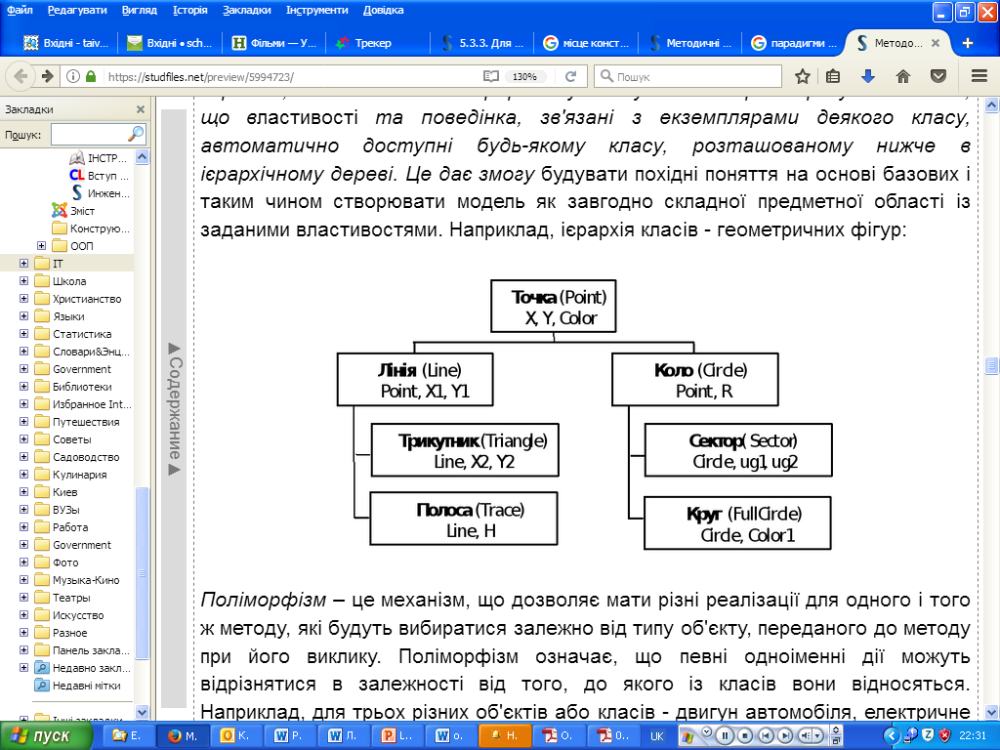 Файл Редагувати Вигляд Історія Закладки Інструменти Довідка
Вхідні - taiv... Вхідні • sch... Фільми — У... Трекер 5.3.3. Для ... місце конст... Методичні ... парадигми ... Методо...
https://studfiles.net/preview/5994723/ 130% Пошук
Закладки
Пошук:
ІНСТР...
Вступ ...
Инжен...
Зміст
Конструю...
ООП
IT
Школа
Христианство
Языки
Статистика
Словари&Энц...
Government
Библиотеки
Избранное Int...
Путешествия
Советы
Садоводство
Кулинария
Киев
ВУЗы
Работа
Government
Фото
Музыка-Кино
Театры
Искусство
Разное
Панель закла...
Недавно закл...
Недавні мітки
Інші закладки
Содержание
що властивості та поведінка, зв'язані з екземплярами деякого класу,
автоматично доступні будь-якому класу, розташованому нижче в
ієрархічному дереві. Це дає змогу будувати похідні поняття на основі базових і
таким чином створювати модель як завгодно складної предметної області із
заданими властивостями. Наприклад, ієрархія класів - геометричних фігур:
Точка (Point)
X, Y, Color
Лінія (Line)
Point, X1, Y1
Коло (Circle)
Point, R
Трикутник (Triangle)
Line, X2, Y2
Сектор( Sector)
Circle, ug1, ug2
Полоса (Trace)
Line, H
Круг (FullCircle)
Circle, Color1
Поліморфізм – це механізм, що дозволяє мати різні реалізації для одного і того
ж методу, які будуть вибиратися залежно від типу об'єкту, переданого до методу
при його виклику. Поліморфізм означає, що певні одноіменні дії можуть
відрізнятися в залежності від того, до якого із класів вони відносяться.
Наприклад, для трьох різних об'єктів або класів - двигун автомобіля, електричне
пуск Е. М. К. Р. Л. L.. о. Н. О. 0.. UK 22:31